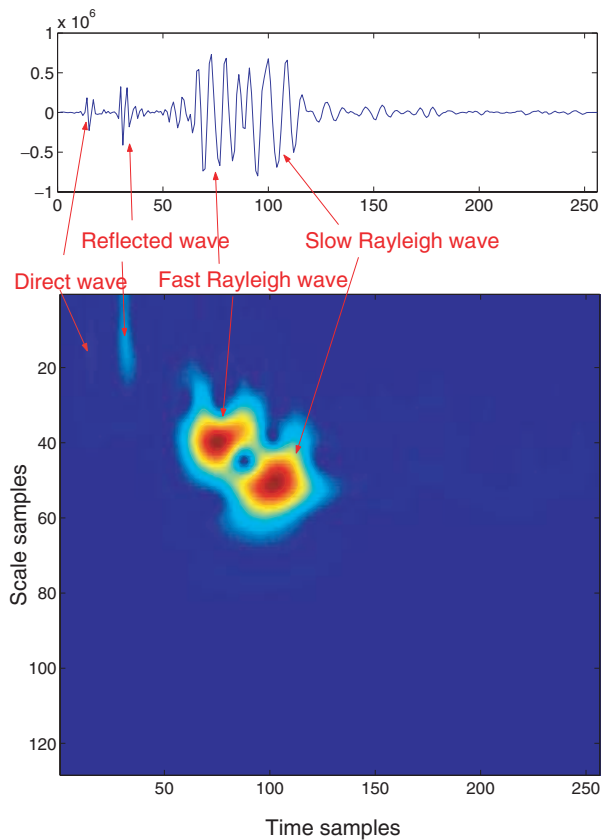 1 x 10^6
0.5
0
−0.5
−1
0 50 100 150 200 250
Reflected wave
Slow Rayleigh wave
Direct wave
Fast Rayleigh wave
20
40
60
80
100
120
Scale samples
50 100 150 200 250
Time samples